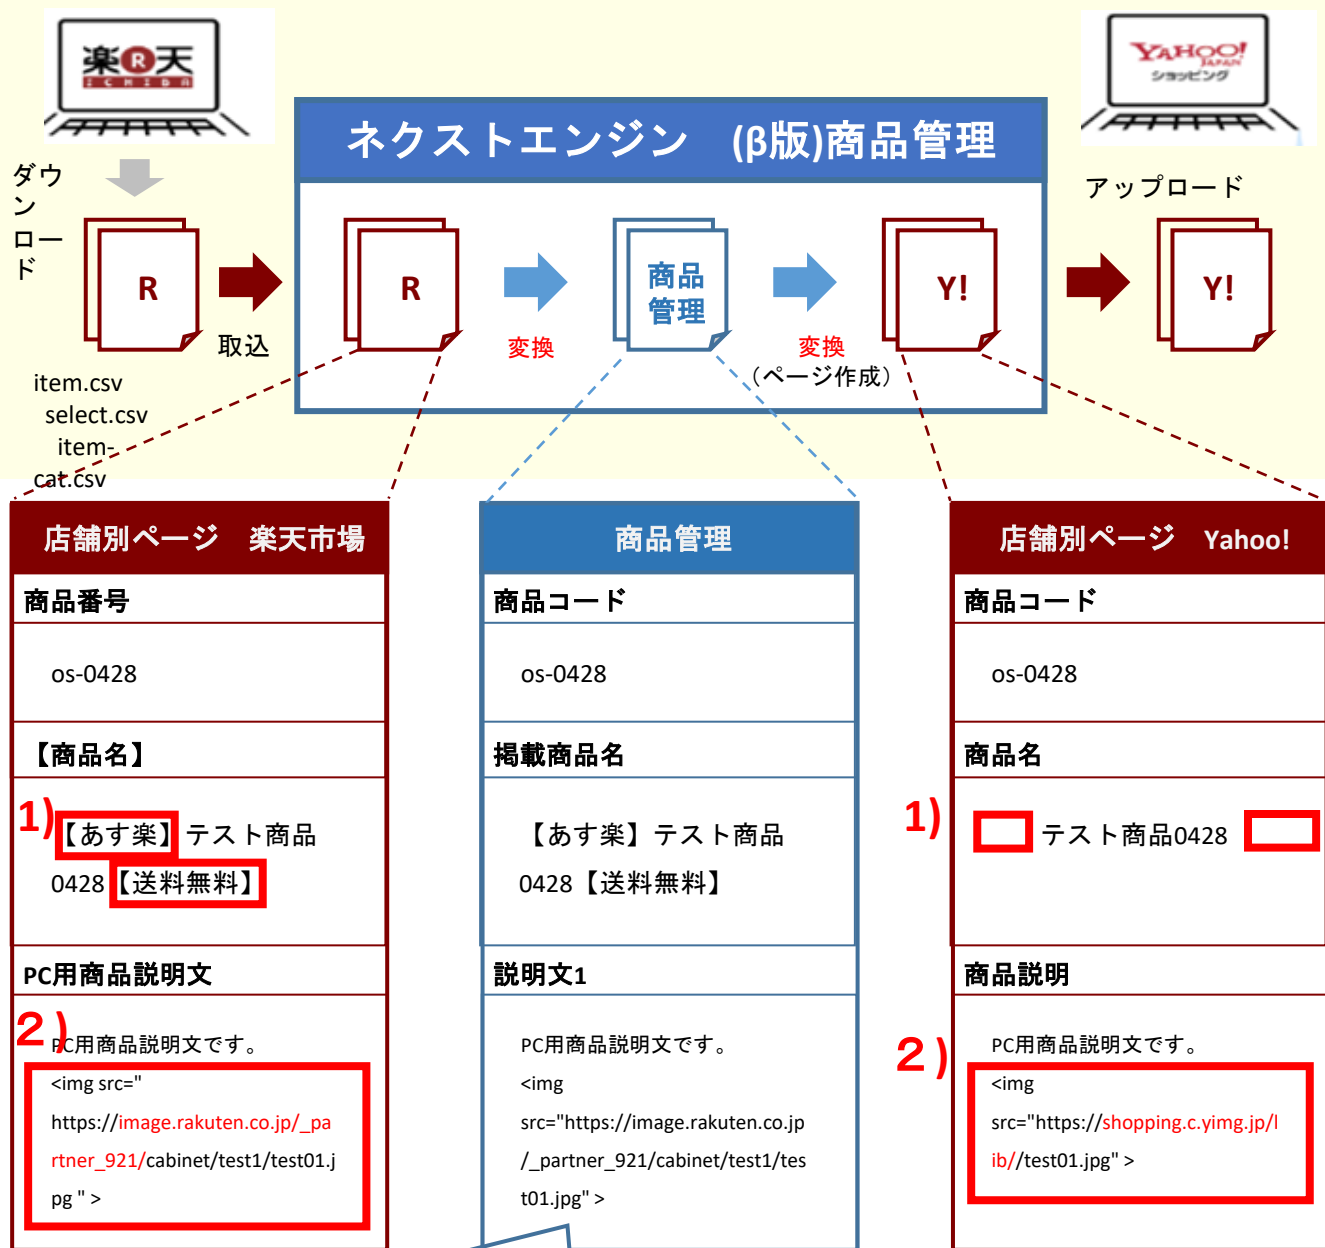 楽R天
ICHIBA
YAHOO!
JAPAN
ショッピング
ネクストエンジン　(β版)商品管理
ダウ
ン
ロー
ド
アップロード
R
R
商品
管理
Y!
Y!
取込
変換
変換
（ページ作成）
item.csv
select.csv
item-
cat.csv
店舗別ページ　楽天市場
商品番号
os-0428
【商品名】
1)
【あす楽】テスト商品
0428【送料無料】
PC用商品説明文
2)
PC用商品説明文です。
<img src="
https://image.rakuten.co.jp/_pa
rtner_921/cabinet/test1/test01.j
pg " >
商品管理
商品コード
os-0428
掲載商品名
【あす楽】テスト商品
0428【送料無料】
説明文1
PC用商品説明文です。
<img
src="https://image.rakuten.co.jp
/_partner_921/cabinet/test1/tes
t01.jpg" >
店舗別ページ　Yahoo!
商品コード
os-0428
商品名
1)
テスト商品0428
商品説明
2)
PC用商品説明文です。
<img
src="https://shopping.c.yimg.jp/l
ib//test01.jpg" >